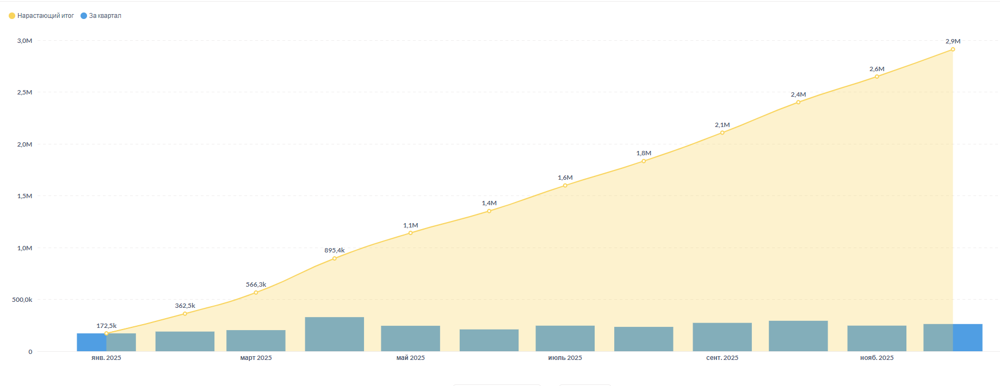 Нарастающий итог За квартал
3,0M
2,5M
2,0M
1,5M
1,0M
500,0k
0
172,5k
362,5k
566,3k
895,4k
1,1M
1,4M
1,6M
1,8M
2,1M
2,4M
2,6M
2,9M
янв. 2025 март 2025 май 2025 июль 2025 сент. 2025 нояб. 2025